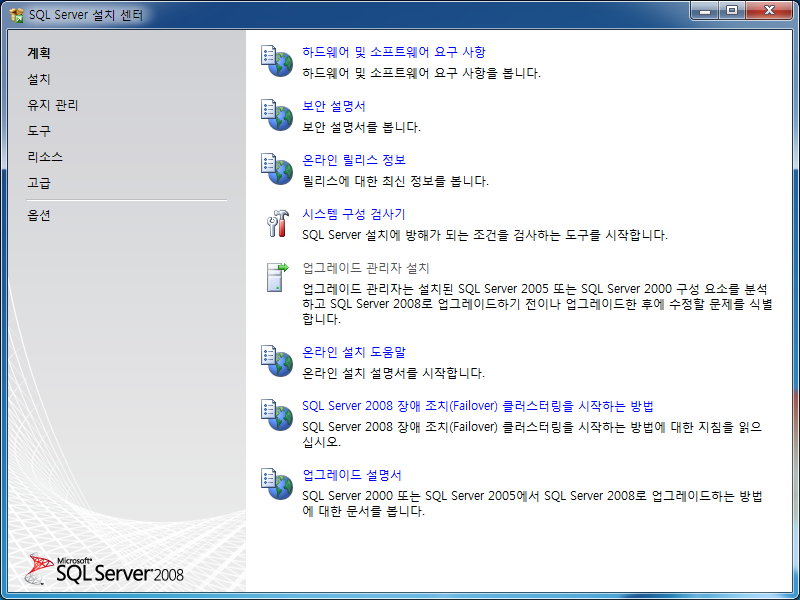 SQL Server 설치 센터
계획
설치
유지 관리
도구
리소스
고급
옵션
하드웨어 및 소프트웨어 요구 사항
하드웨어 및 소프트웨어 요구 사항을 봅니다.
보안 설명서
보안 설명서를 봅니다.
온라인 릴리스 정보
릴리스에 대한 최신 정보를 봅니다.
시스템 구성 검사기
SQL Server 설치에 방해가 되는 조건을 검사하는 도구를 시작합니다.
업그레이드 관리자 설치
업그레이드 관리자는 설치된 SQL Server 2005 또는 SQL Server 2000 구성 요소를 분석
하고 SQL Server 2008로 업그레이드하기 전이나 업그레이드한 후에 수정할 문제를 식별
합니다.
온라인 설치 도움말
온라인 설치 설명서를 시작합니다.
SQL Server 2008 장애 조치(Failover) 클러스터링을 시작하는 방법
SQL Server 2008 장애 조치(Failover) 클러스터링을 시작하는 방법에 대한 지침을 읽으
십시오.
업그레이드 설명서
SQL Server 2000 또는 SQL Server 2005에서 SQL Server 2008로 업그레이드하는 방법
에 대한 문서를 봅니다.
Microsoft®
SQL Server 2008